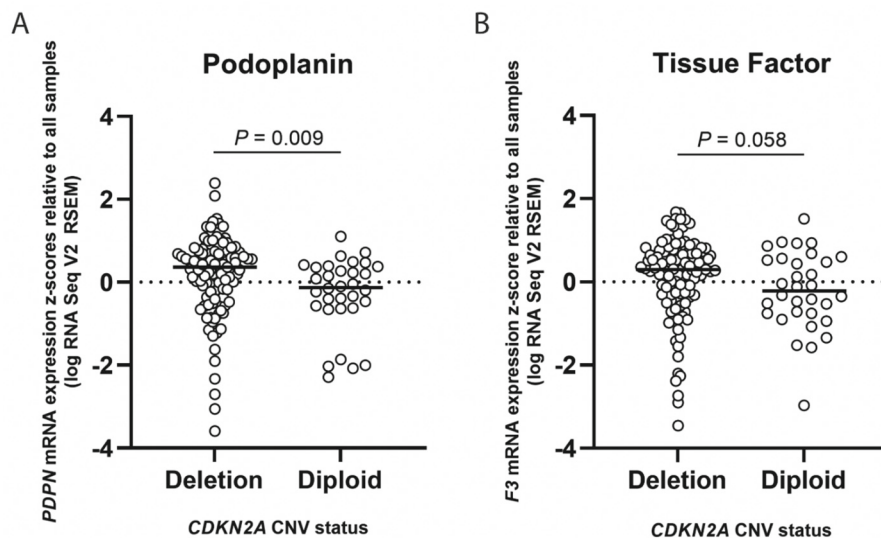 A
Podoplanin
PDPN mRNA expression z-scores relative to all samples
(log RNA Seq V2 RSEM)
4
2
0
-2
-4
P = 0.009
Deletion
Diploid
CDKN2A CNV status
B
Tissue Factor
F3 mRNA expression z-score relative to all samples
(log RNA Seq V2 RSEM)
4
2
0
-2
-4
P = 0.058
Deletion
Diploid
CDKN2A CNV status